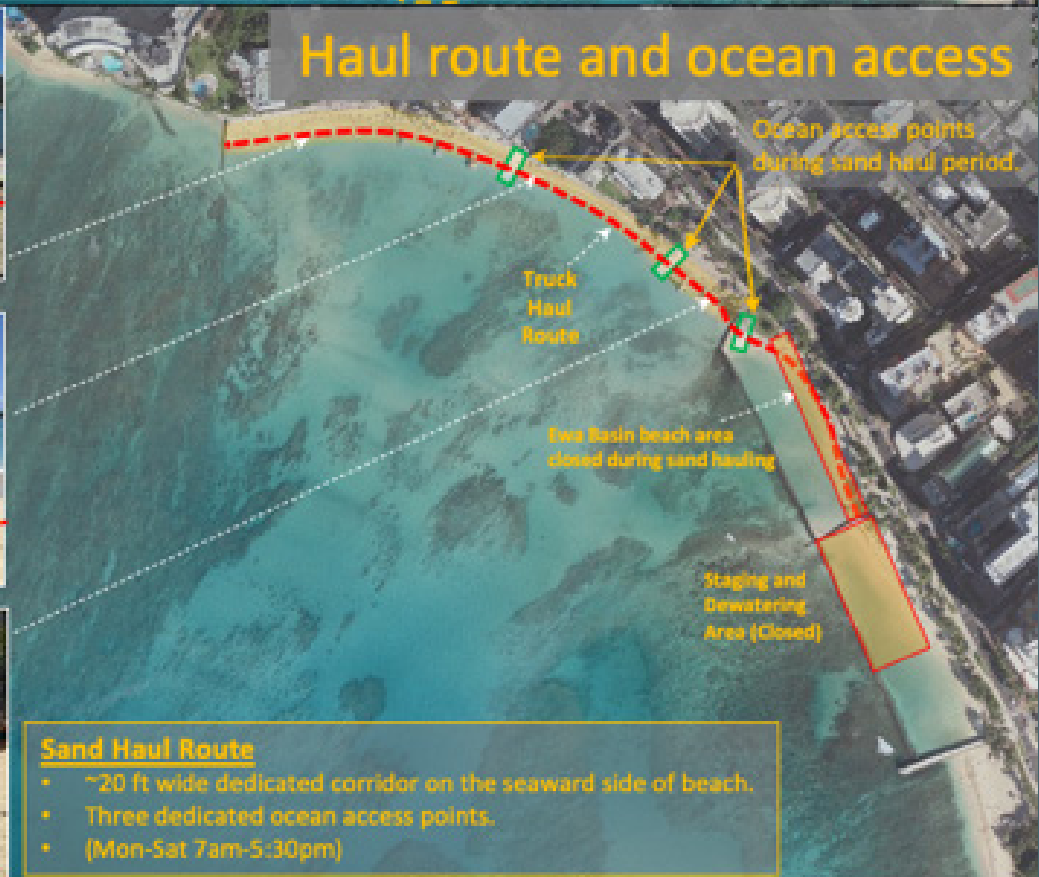 Haul route and ocean access
Ocean access points
during sand haul period
Truck
Haul
Route
Ewa Basin beach area
closed during sand hauling
Staging and
Dewatering
Area (Closed)
Sand Haul Route
• ~20 ft wide dedicated corridor on the seaward side of beach.
• Three dedicated ocean access points.
• (Mon-Sat 7am-5:30pm)